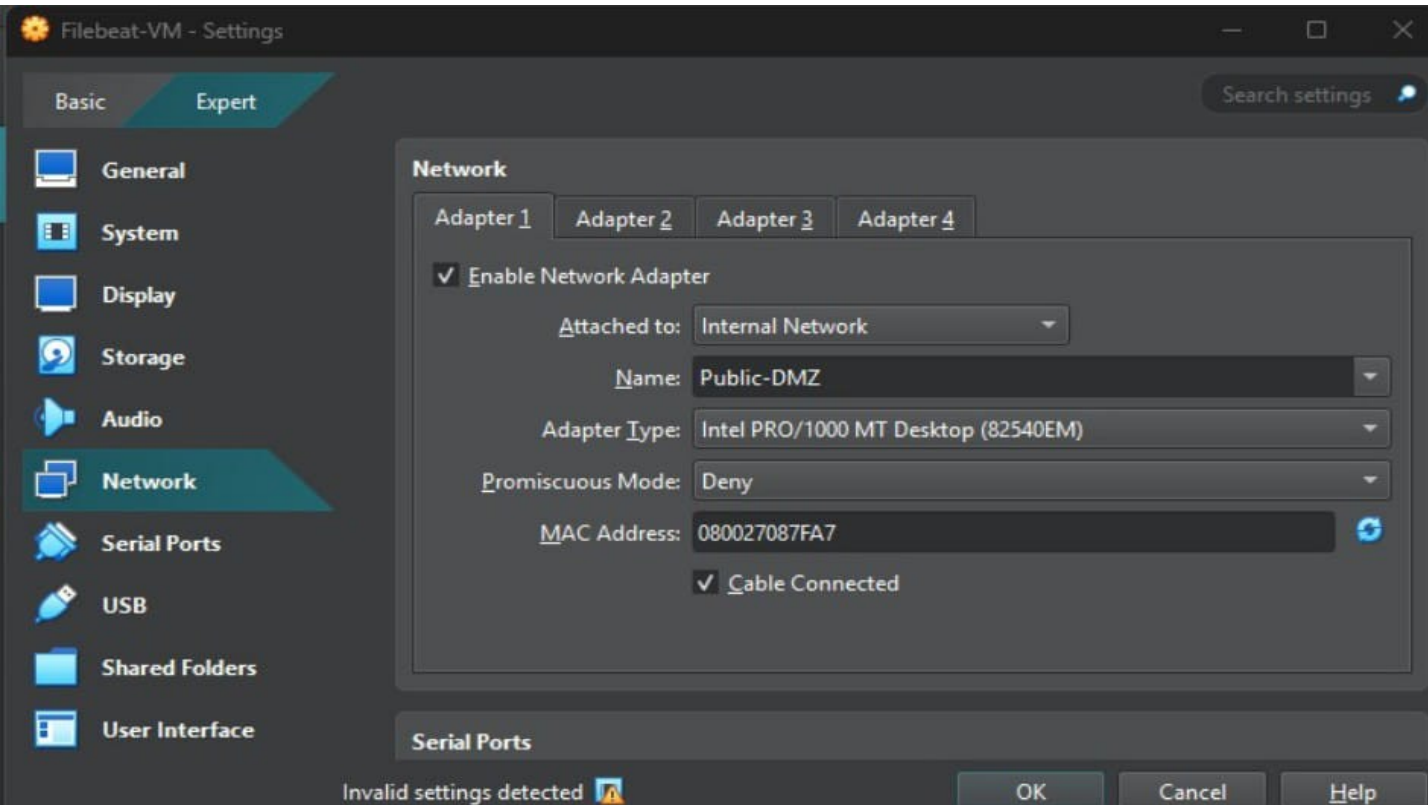 Filebeat-VM - Settings
Basic Expert
Search settings
General
System
Display
Storage
Audio
Network
Serial Ports
USB
Shared Folders
User Interface
Network
Adapter 1 Adapter 2 Adapter 3 Adapter 4
Enable Network Adapter
Attached to: Internal Network
Name: Public-DMZ
Adapter Type: Intel PRO/1000 MT Desktop (82540EM)
Promiscuous Mode: Deny
MAC Address: 080027087FA7
Cable Connected
Serial Ports
Invalid settings detected
OK Cancel Help